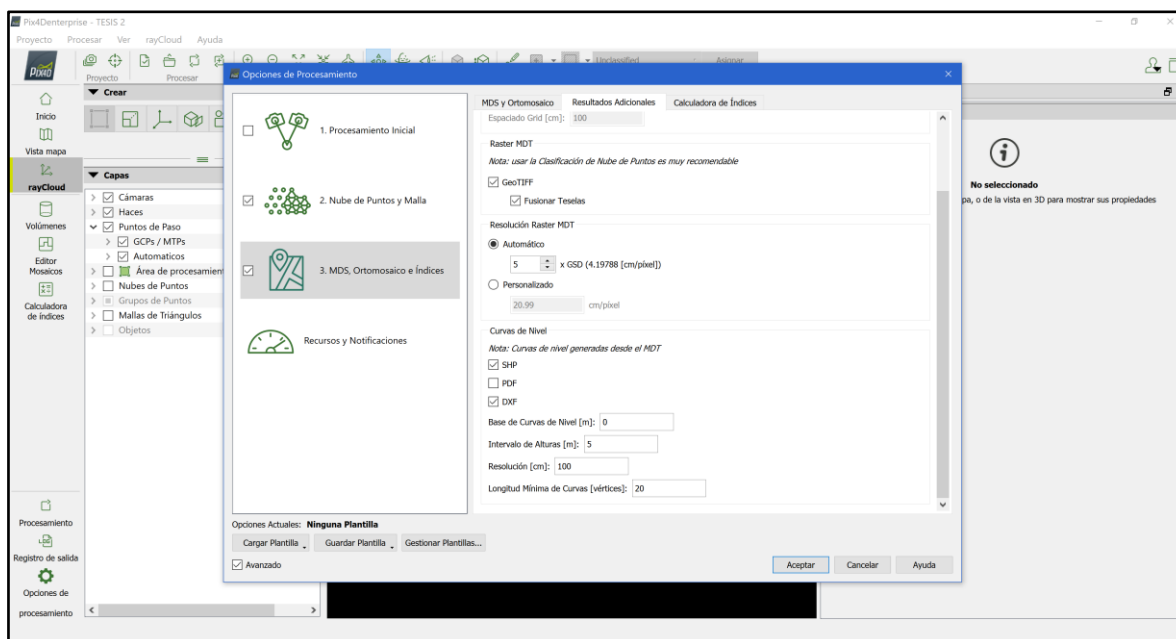 Pix4Denterprise - TESIS 2
Proyecto Procesar Ver rayCloud Ayuda
PIX4D
Proyecto
Procesar
Unclassified
Asignar
Inicio
Vista mapa
rayCloud
Volúmenes
Editor
Mosaicos
Calculadora
de índices
Procesamiento
Registro de salida
Opciones de
procesamiento
Crear
Capas
Cámaras
Haces
Puntos de Paso
GCPs / MTPs
Automaticos
Área de procesamien
Nubes de Puntos
Grupos de Puntos
Mallas de Triángulos
Objetos
Opciones de Procesamiento
1. Procesamiento Inicial
2. Nube de Puntos y Malla
3. MDS, Ortomosaico e Índices
Recursos y Notificaciones
MDS y Ortomosaico Resultados Adicionales Calculadora de Índices
Espaciado Grid [cm]: 100
Raster MDT
Nota: usar la Clasificación de Nube de Puntos es muy recomendable
GeoTIFF
Fusionar Teselas
Resolución Raster MDT
Automático
5 x GSD (4.19788 [cm/píxel])
Personalizado
20.99 cm/píxel
Curvas de Nivel
Nota: Curvas de nivel generadas desde el MDT
SHP
PDF
DXF
Base de Curvas de Nivel [m]: 0
Intervalo de Alturas [m]: 5
Resolución [cm]: 100
Longitud Mínima de Curvas [vértices]: 20
Opciones Actuales: Ninguna Plantilla
Cargar Plantilla Guardar Plantilla Gestionar Plantillas...
Avanzado
Aceptar Cancelar Ayuda
No seleccionado
pa, o de la vista en 3D para mostrar sus propiedades